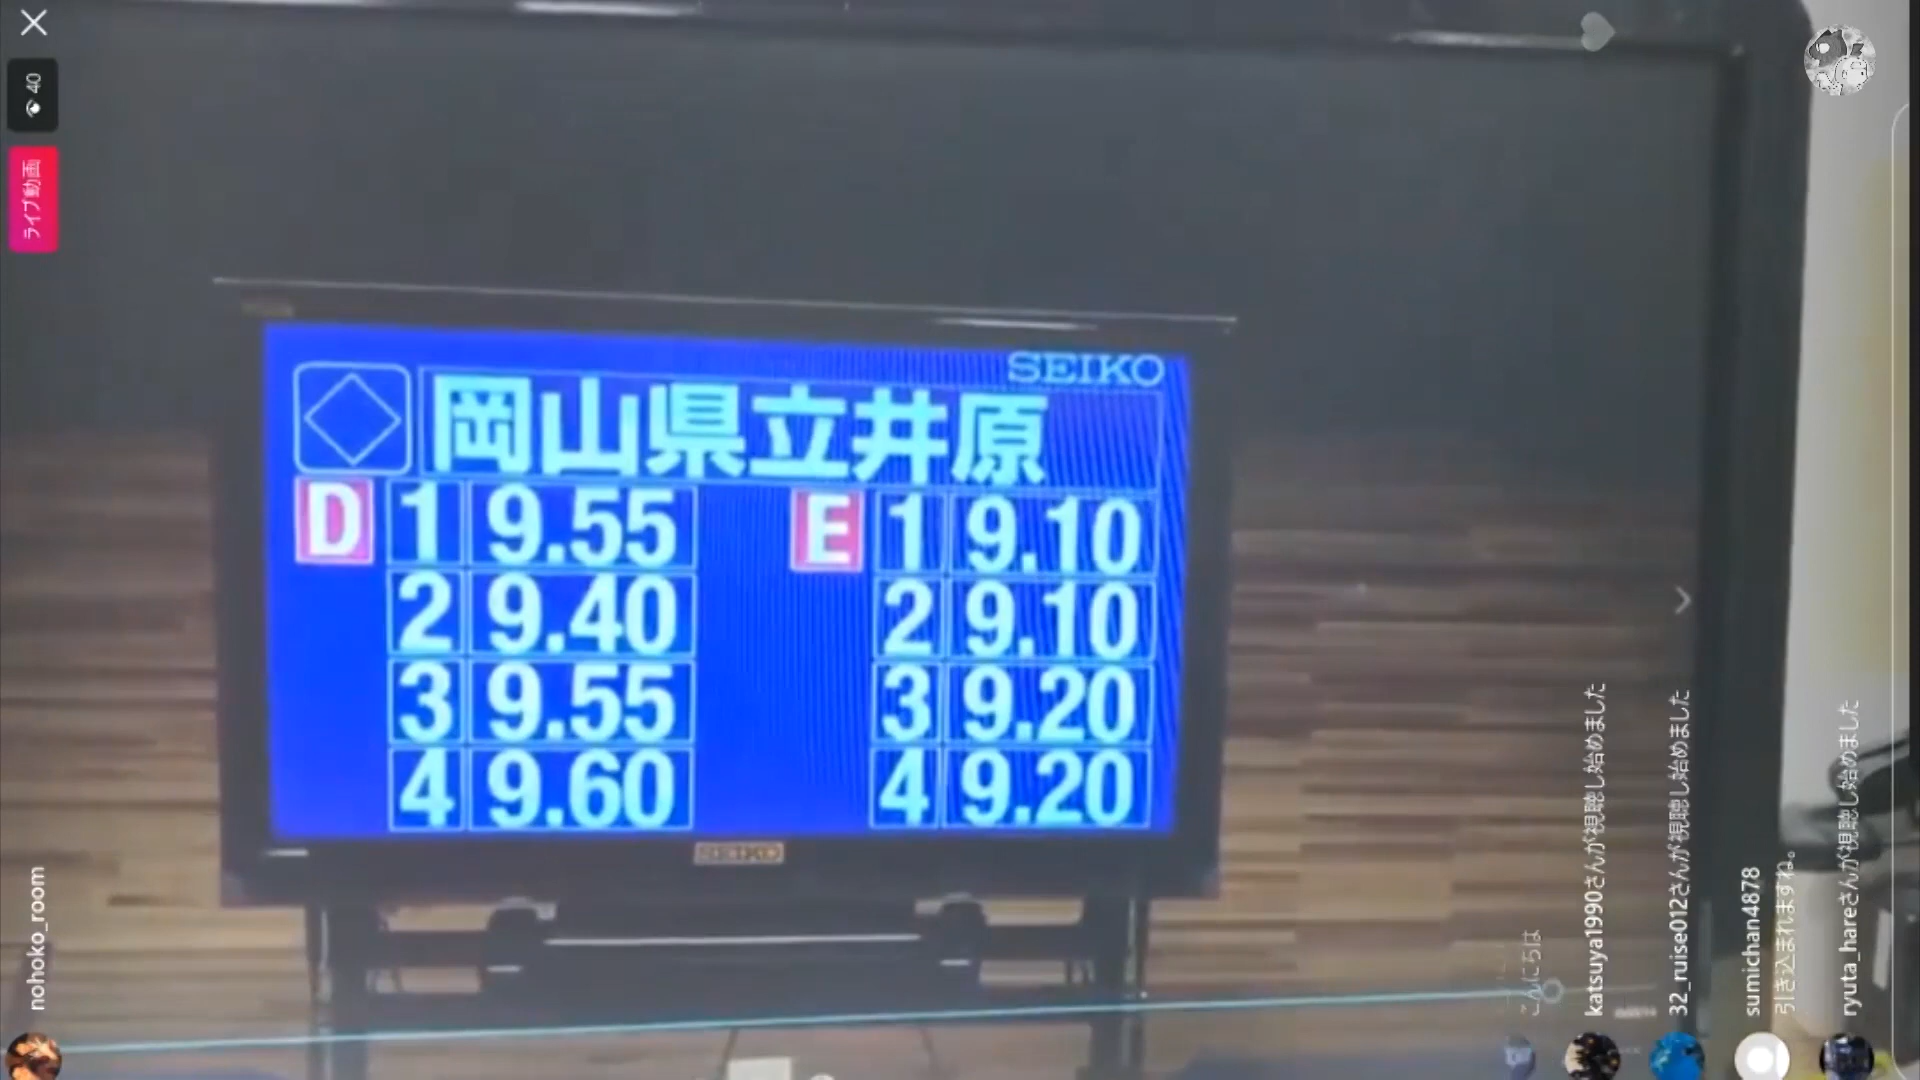 SEIKO
岡山県立井原
D 1 9.55 E 1 9.10
2 9.40 2 9.10
3 9.55 3 9.20
4 9.60 4 9.20
SEIKO
40
ライブ動画
nohoko_room
こんにちは
katsuya1990さんが視聴し始めました
32_ruise012さんが視聴し始めました
sumichan4878
引き込まれますね。
ryuta_hareさんが視聴し始めました